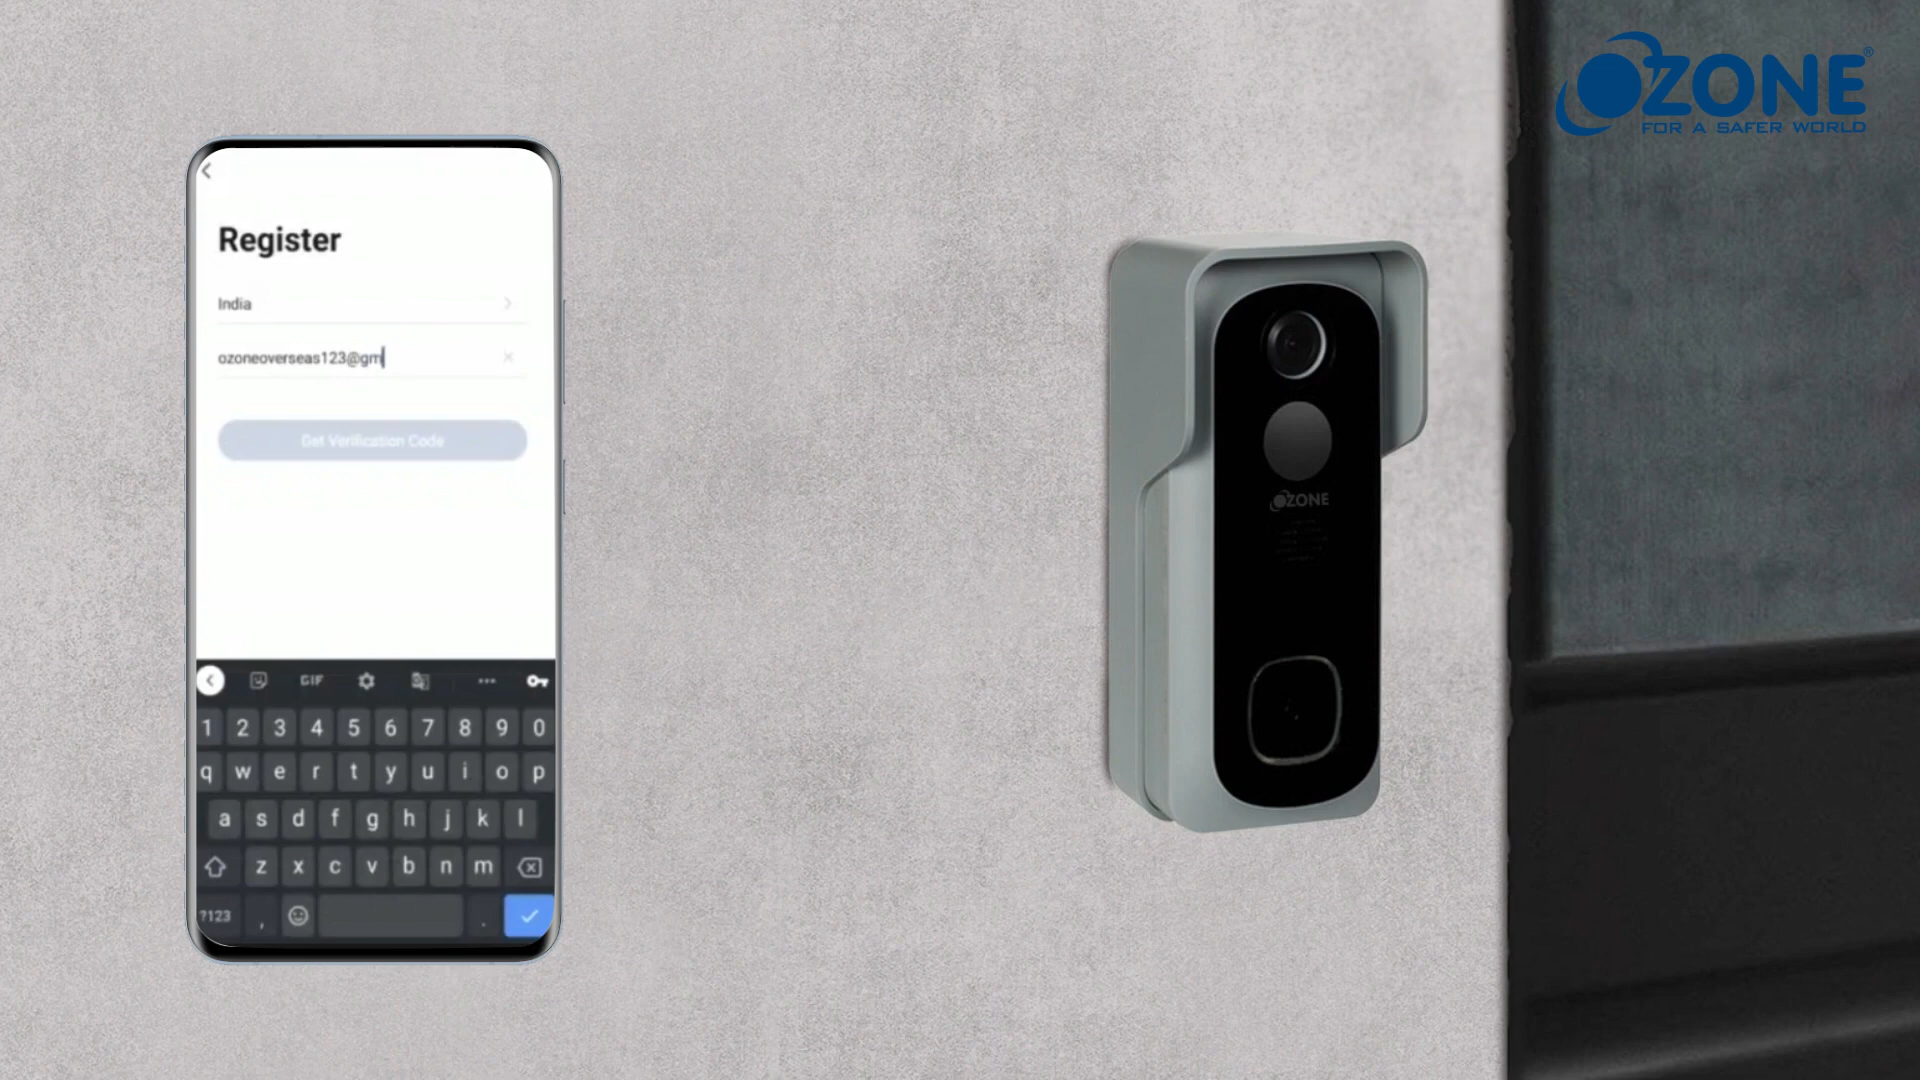 OZONE®
FOR A SAFER WORLD
Register
India
ozoneoverseas123@gm
Get Verification Code
GIF
1 2 3 4 5 6 7 8 9 0
q w e r t y u i o p
a s d f g h j k l
z x c v b n m
?123 , .
OZONE